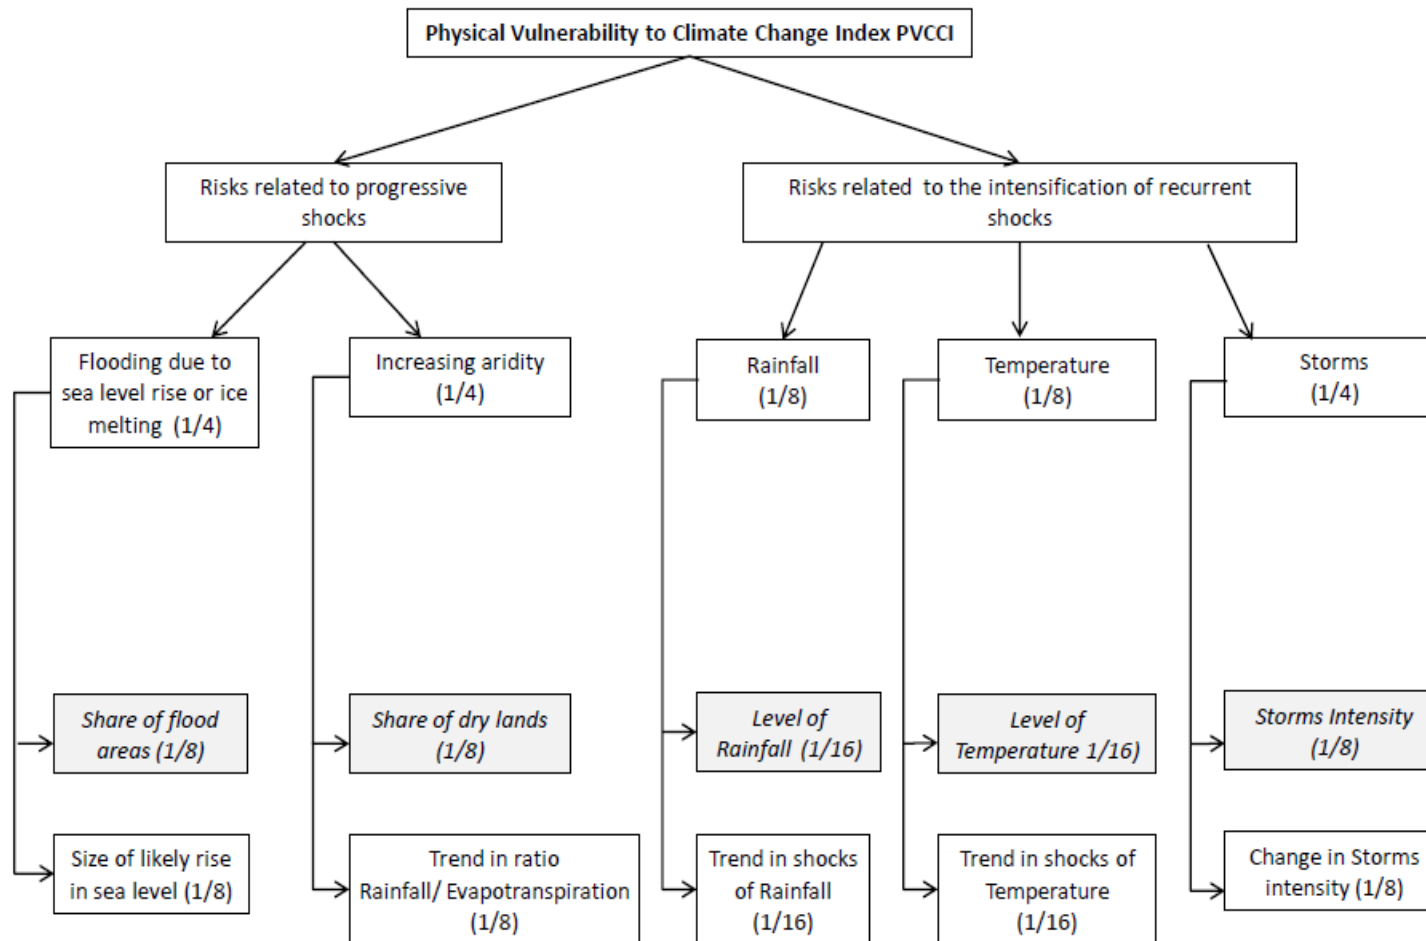 Physical Vulnerability to Climate Change Index PVCCI
Risks related to progressive
shocks
Risks related to the intensification of recurrent
shocks
Flooding due to
sea level rise or ice
melting (1/4)
Increasing aridity
(1/4)
Rainfall
(1/8)
Temperature
(1/8)
Storms
(1/4)
Share of flood
areas (1/8)
Share of dry lands
(1/8)
Level of
Rainfall (1/16)
Level of
Temperature 1/16)
Storms Intensity
(1/8)
Size of likely rise
in sea level (1/8)
Trend in ratio
Rainfall/ Evapotranspiration
(1/8)
Trend in shocks
of Rainfall
(1/16)
Trend in shocks of
Temperature
(1/16)
Change in Storms
intensity (1/8)